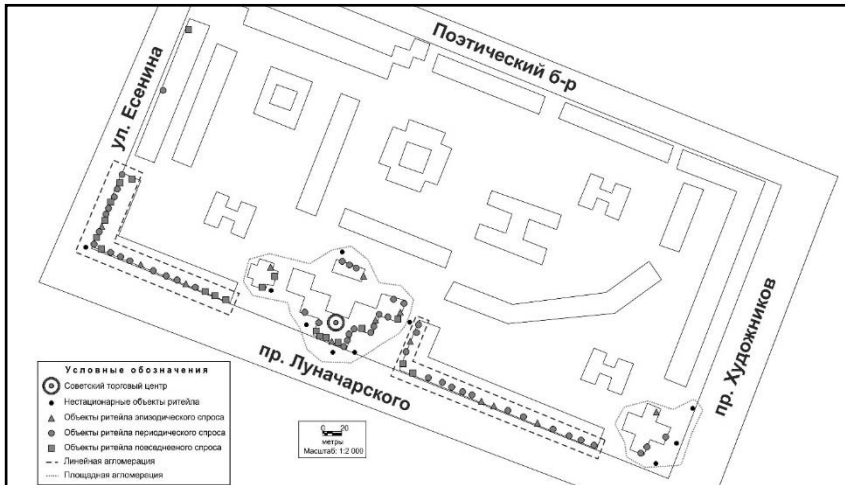 Поэтический б-р
ул. Есенина
пр. Луначарского
пр. Художников
Условные обозначения
Советский торговый центр
Нестационарные объекты ритейла
Объекты ритейла эпизодического спроса
Объекты ритейла периодического спроса
Объекты ритейла повседневного спроса
Линейная агломерация
Площадная агломерация
0 20
метры
Масштаб: 1:2 000